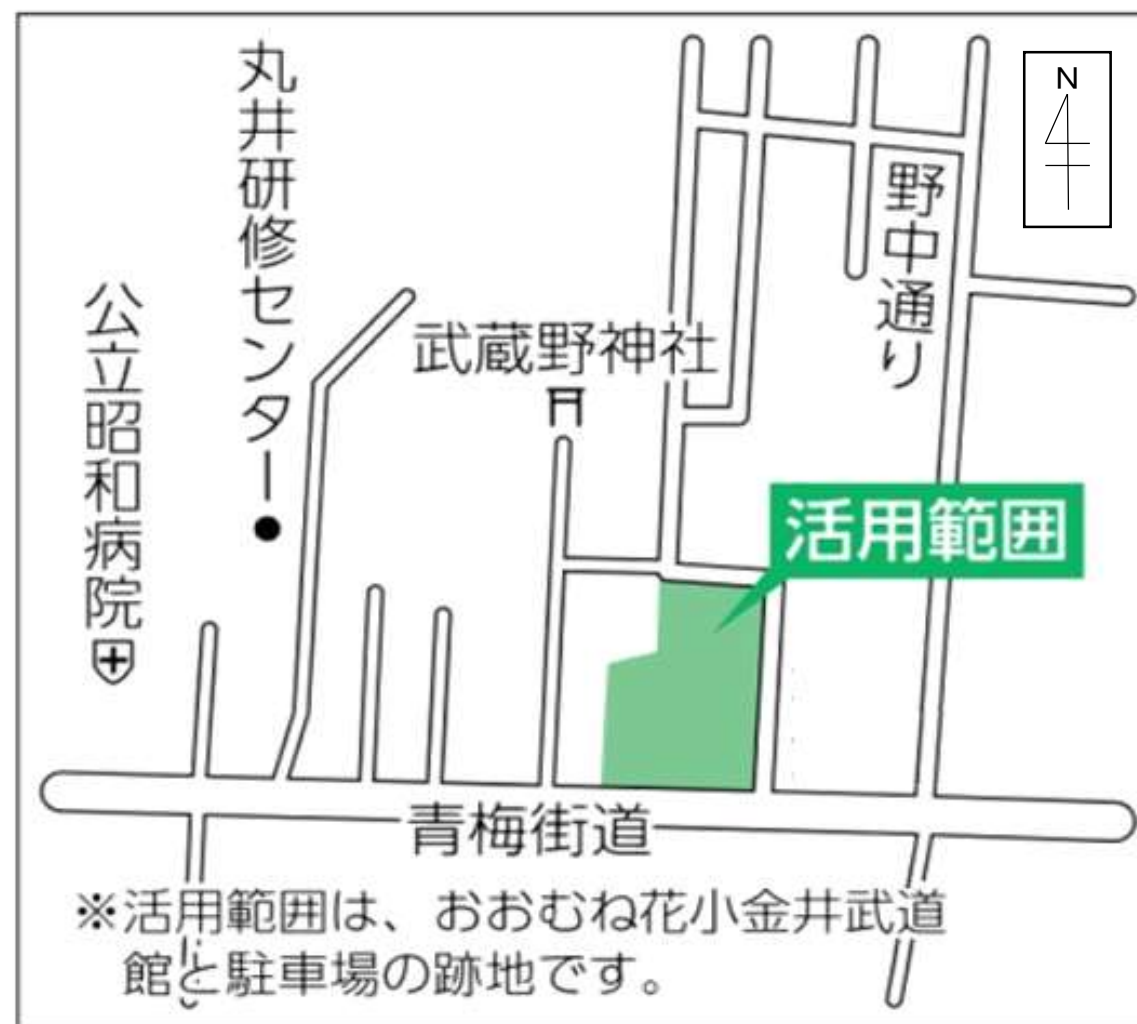 丸井研修センター
N
野中通り
公立昭和病院
武蔵野神社
活用範囲
青梅街道
※活用範囲は、おおむね花小金井武道
館と駐車場の跡地です。